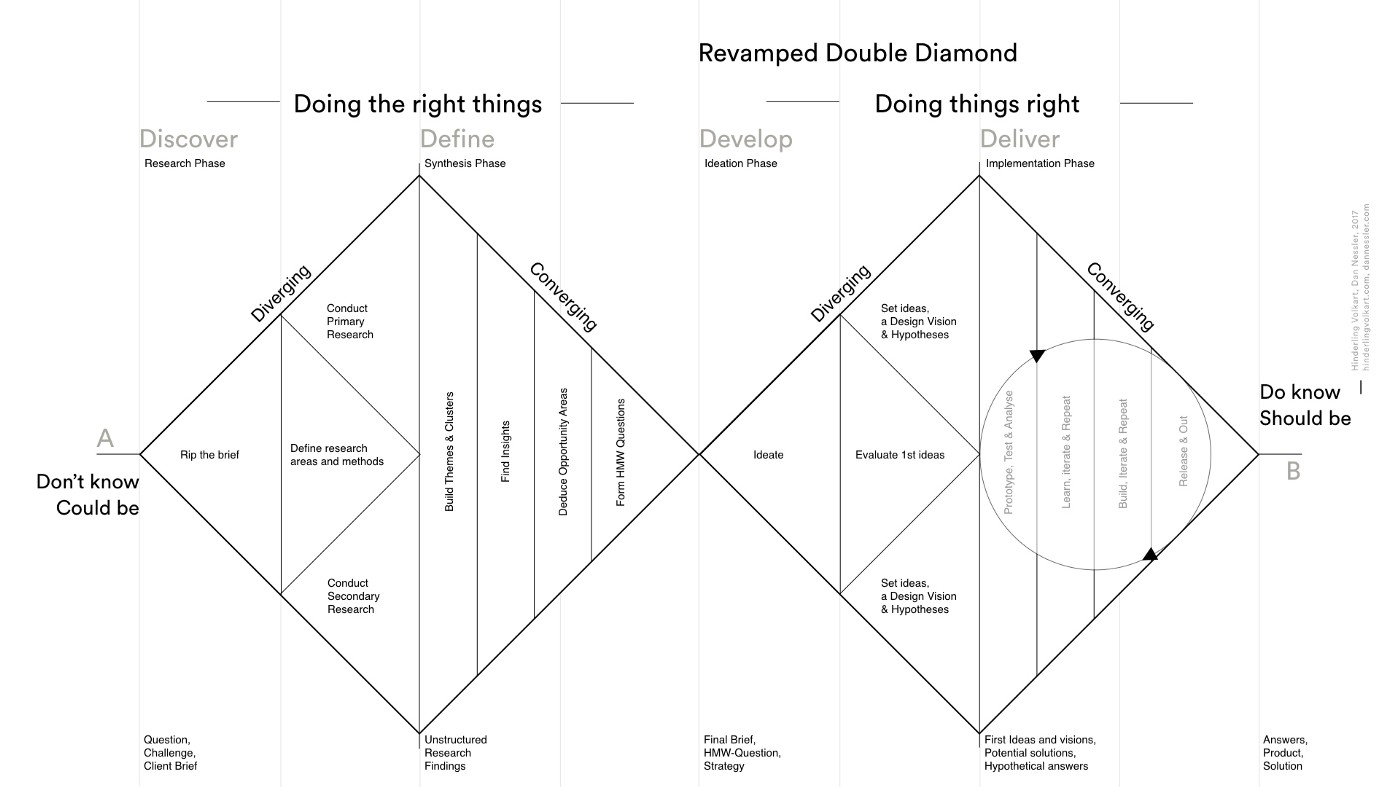 Revamped Double Diamond
Doing the right things
Doing things right
Discover
Research Phase
Define
Synthesis Phase
Develop
Ideation Phase
Deliver
Implementation Phase
Diverging
Converging
Diverging
Converging
A
Don't know
Could be
Rip the brief
Conduct
Primary
Research
Define research
areas and methods
Conduct
Secondary
Research
Build Themes & Clusters
Find Insights
Deduce Opportunity Areas
Form HMW Questions
Ideate
Set ideas,
a Design Vision
& Hypotheses
Evaluate 1st ideas
Set ideas,
a Design Vision
& Hypotheses
Prototype, Test & Analyse
Learn, iterate & Repeat
Build, Iterate & Repeat
Release & Out
Do know
Should be
B
Hinderling Volkart, Dan Nessler, 2017
hinderlingvolkart.com, dannessler.com
Question,
Challenge,
Client Brief
Unstructured
Research
Findings
Final Brief,
HMW-Question,
Strategy
First Ideas and visions,
Potential solutions,
Hypothetical answers
Answers,
Product,
Solution